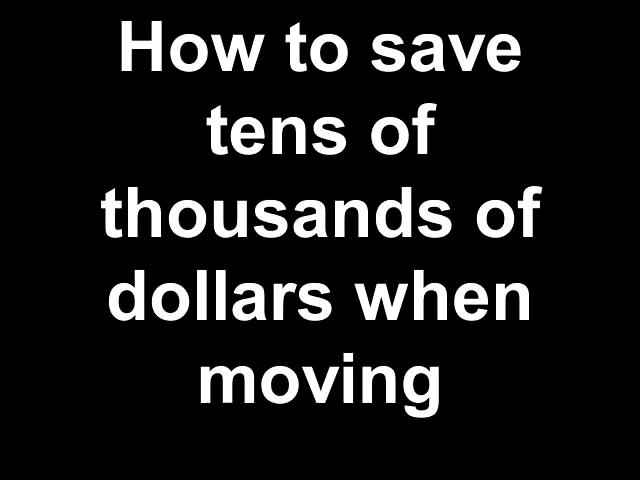 How to save
tens of
thousands of
dollars when
moving